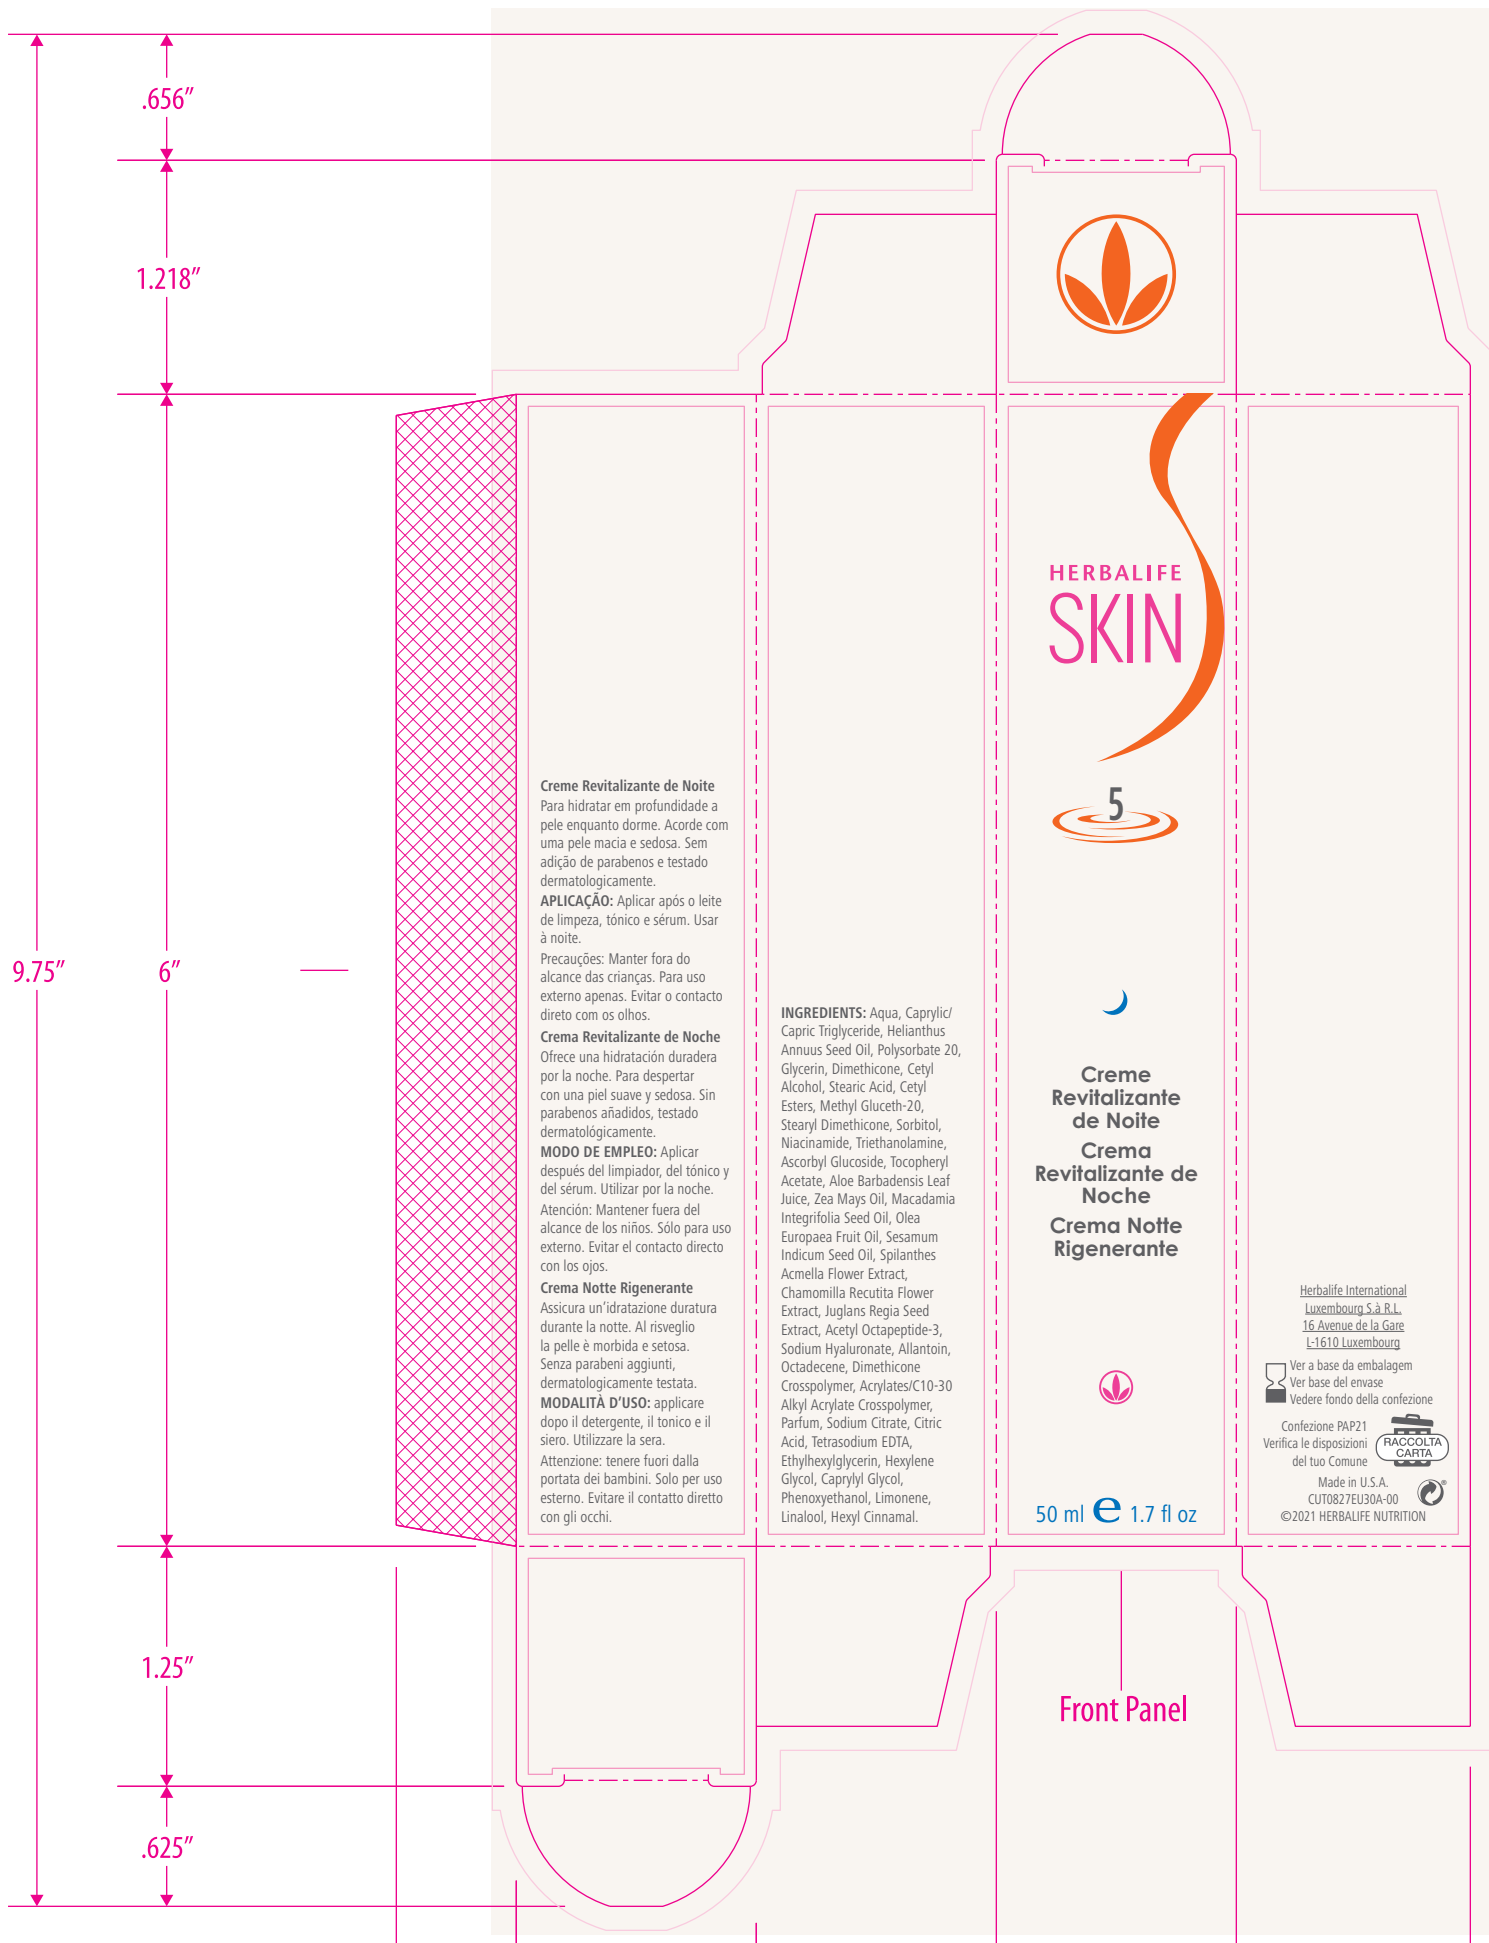 .656”
1.218”
9.75”
6”
1.25”
.625”
Creme Revitalizante de Noite
Para hidratar em profundidade a
pele enquanto dorme. Acorde com
uma pele macia e sedosa. Sem
adição de parabenos e testado
dermatologicamente.
APLICAÇÃO: Aplicar após o leite
de limpeza, tónico e sérum. Usar
à noite.
Precauções: Manter fora do
alcance das crianças. Para uso
externo apenas. Evitar o contacto
direto com os olhos.
Crema Revitalizante de Noche
Ofrece una hidratación duradera
por la noche. Para despertar
con una piel suave y sedosa. Sin
parabenos añadidos, testado
dermatológicamente.
MODO DE EMPLEO: Aplicar
después del limpiador, del tónico y
del sérum. Utilizar por la noche.
Atención: Mantener fuera del
alcance de los niños. Sólo para uso
externo. Evitar el contacto directo
con los ojos.
Crema Notte Rigenerante
Assicura un’idratazione duratura
durante la notte. Al risveglio
la pelle è morbida e setosa.
Senza parabeni aggiunti,
dermatologicamente testata.
MODALITÀ D’USO: applicare
dopo il detergente, il tonico e il
siero. Utilizzare la sera.
Attenzione: tenere fuori dalla
portata dei bambini. Solo per uso
esterno. Evitare il contatto diretto
con gli occhi.
INGREDIENTS: Aqua, Caprylic/
Capric Triglyceride, Helianthus
Annuus Seed Oil, Polysorbate 20,
Glycerin, Dimethicone, Cetyl
Alcohol, Stearic Acid, Cetyl
Esters, Methyl Gluceth-20,
Stearyl Dimethicone, Sorbitol,
Niacinamide, Triethanolamine,
Ascorbyl Glucoside, Tocopheryl
Acetate, Aloe Barbadensis Leaf
Juice, Zea Mays Oil, Macadamia
Integrifolia Seed Oil, Olea
Europaea Fruit Oil, Sesamum
Indicum Seed Oil, Spilanthes
Acmella Flower Extract,
Chamomilla Recutita Flower
Extract, Juglans Regia Seed
Extract, Acetyl Octapeptide-3,
Sodium Hyaluronate, Allantoin,
Octadecene, Dimethicone
Crosspolymer, Acrylates/C10-30
Alkyl Acrylate Crosspolymer,
Parfum, Sodium Citrate, Citric
Acid, Tetrasodium EDTA,
Ethylhexylglycerin, Hexylene
Glycol, Caprylyl Glycol,
Phenoxyethanol, Limonene,
Linalool, Hexyl Cinnamal.
HERBALIFE
SKIN
5
Creme
Revitalizante
de Noite
Crema
Revitalizante de
Noche
Crema Notte
Rigenerante
50 ml e 1.7 fl oz
Front Panel
Herbalife International
Luxembourg S.à R.L.
16 Avenue de la Gare
L-1610 Luxembourg
Ver a base da embalagem
Ver base del envase
Vedere fondo della confezione
Confezione PAP21
Verifica le disposizioni
del tuo Comune
RACCOLTA
CARTA
Made in U.S.A.
CUT0827EU30A-00
®
©2021 HERBALIFE NUTRITION